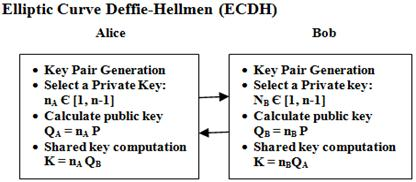 Elliptic Curve Deffie-Hellmen (ECDH)
Alice
Bob
• Key Pair Generation
• Select a Private Key:
nA Є [1, n-1]
• Calculate public key
QA = nA P
• Shared key computation
K = nA QB
• Key Pair Generation
• Select a Private key:
NB Є [1, n-1]
• Calculate public key
QB = nB P
• Shared key computation
K = nBQA